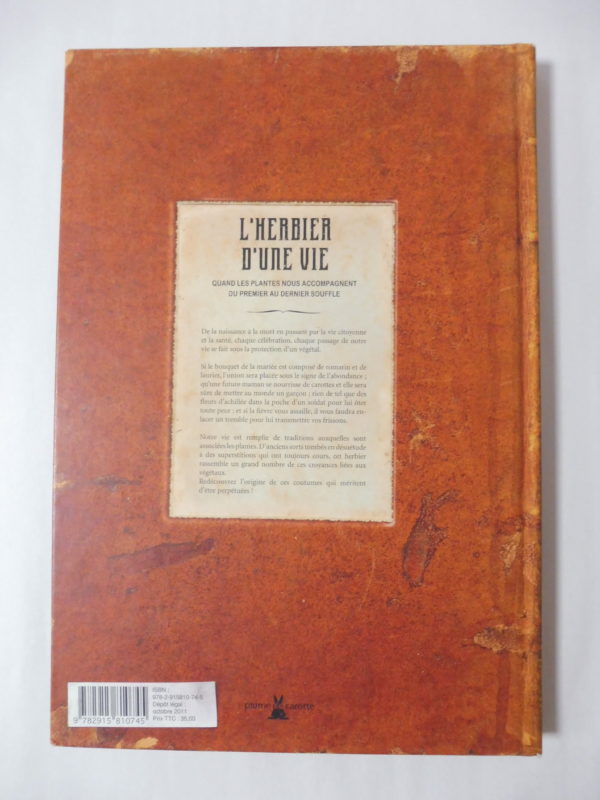 L'HERBIER
D'UNE VIE
QUAND LES PLANTES NOUS ACCOMPAGNENT
DU PREMIER AU DERNIER SOUFFLE
De la naissance à la mort en passant par la vie citoyenne
et la santé, chaque célébration, chaque passage de notre
vie se fait sous la protection d'un végétal.
Si le bouquet de la mariée est composé de romarin et de
laurier, l'union sera placée sous le signe de l'abondance ;
qu'une future maman se nourrisse de carottes et elle sera
sûre de mettre au monde un garçon ; rien de tel que des
fleurs d'achillée dans la poche d'un soldat pour lui ôter
toute peur ; et si la fièvre vous assaille, il vous faudra en-
lacer un tremble pour lui transmettre vos frissons.
Notre vie est remplie de traditions auxquelles sont
associées les plantes. D'anciens sorts tombés en désuétude
à des superstitions qui ont toujours cours, cet herbier
rassemble un grand nombre de ces croyances liées aux
végétaux.
Redécouvrez l'origine de ces coutumes qui méritent
d'être perpétuées !
ISBN :
978-2-915810-74-5
Dépôt légal :
octobre 2011
Prix TTC : 35,00
9 782915 810745
plume carotte